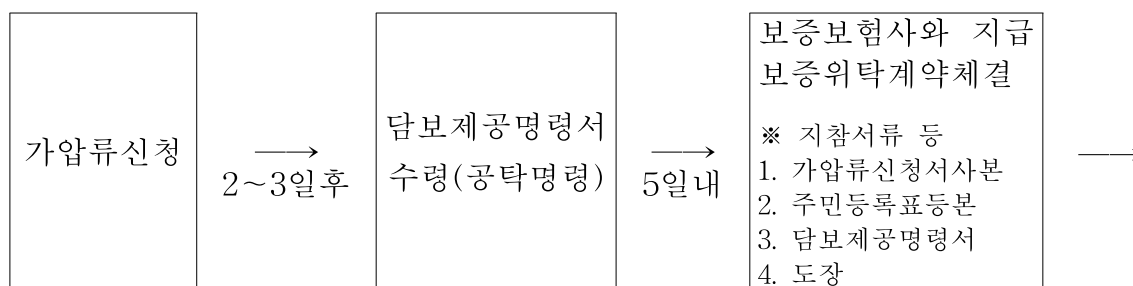 가압류신청
⟶
2~3일후
담보제공명령서
수령(공탁명령)
⟶
5일내
보증보험사와 지급
보증위탁계약체결
※ 지참서류 등
1. 가압류신청서사본
2. 주민등록표등본
3. 담보제공명령서
4. 도장
⟶